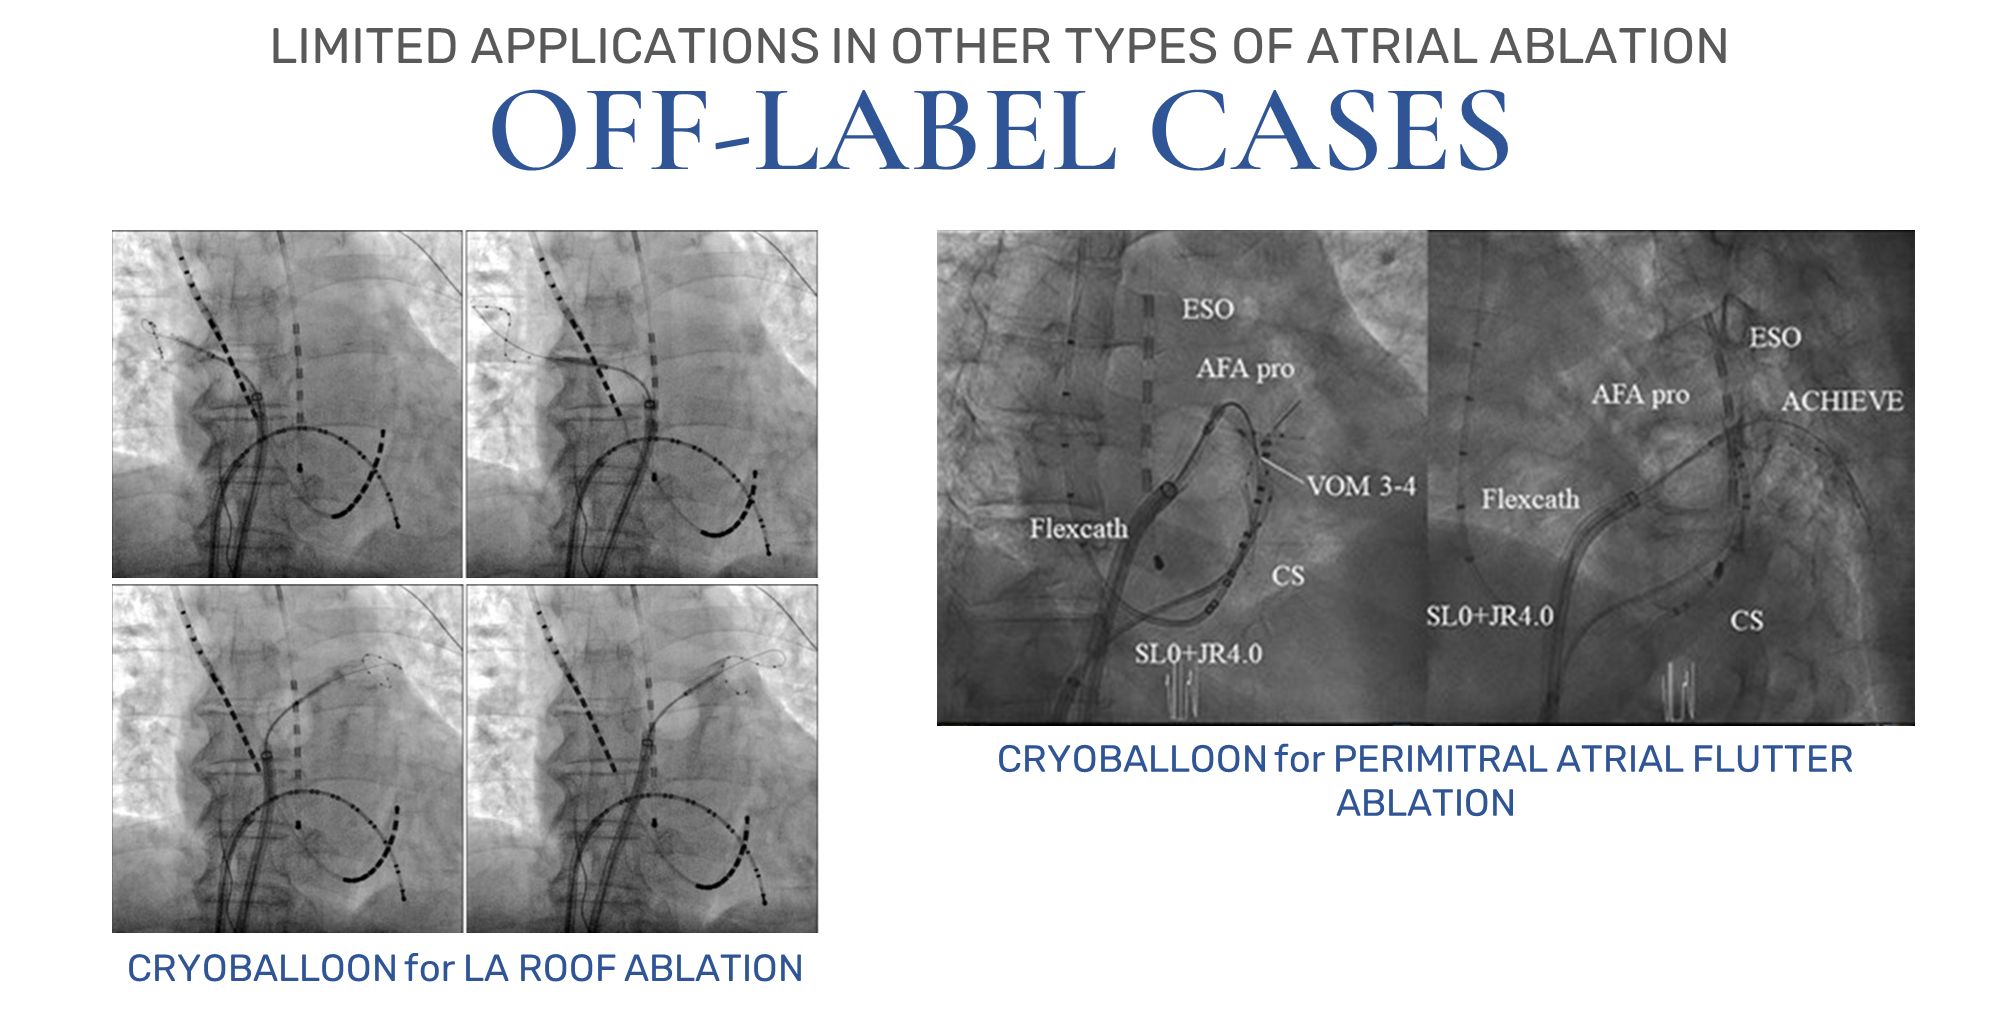 LIMITED APPLICATIONS IN OTHER TYPES OF ATRIAL ABLATION
OFF-LABEL CASES
CRYOBALLOON for LA ROOF ABLATION
ESO
AFA pro
VOM 3-4
Flexcath
CS
SL0+JR4.0
ESO
AFA pro
ACHIEVE
Flexcath
SL0+JR4.0
CS
CRYOBALLOON for PERIMITRAL ATRIAL FLUTTER
ABLATION